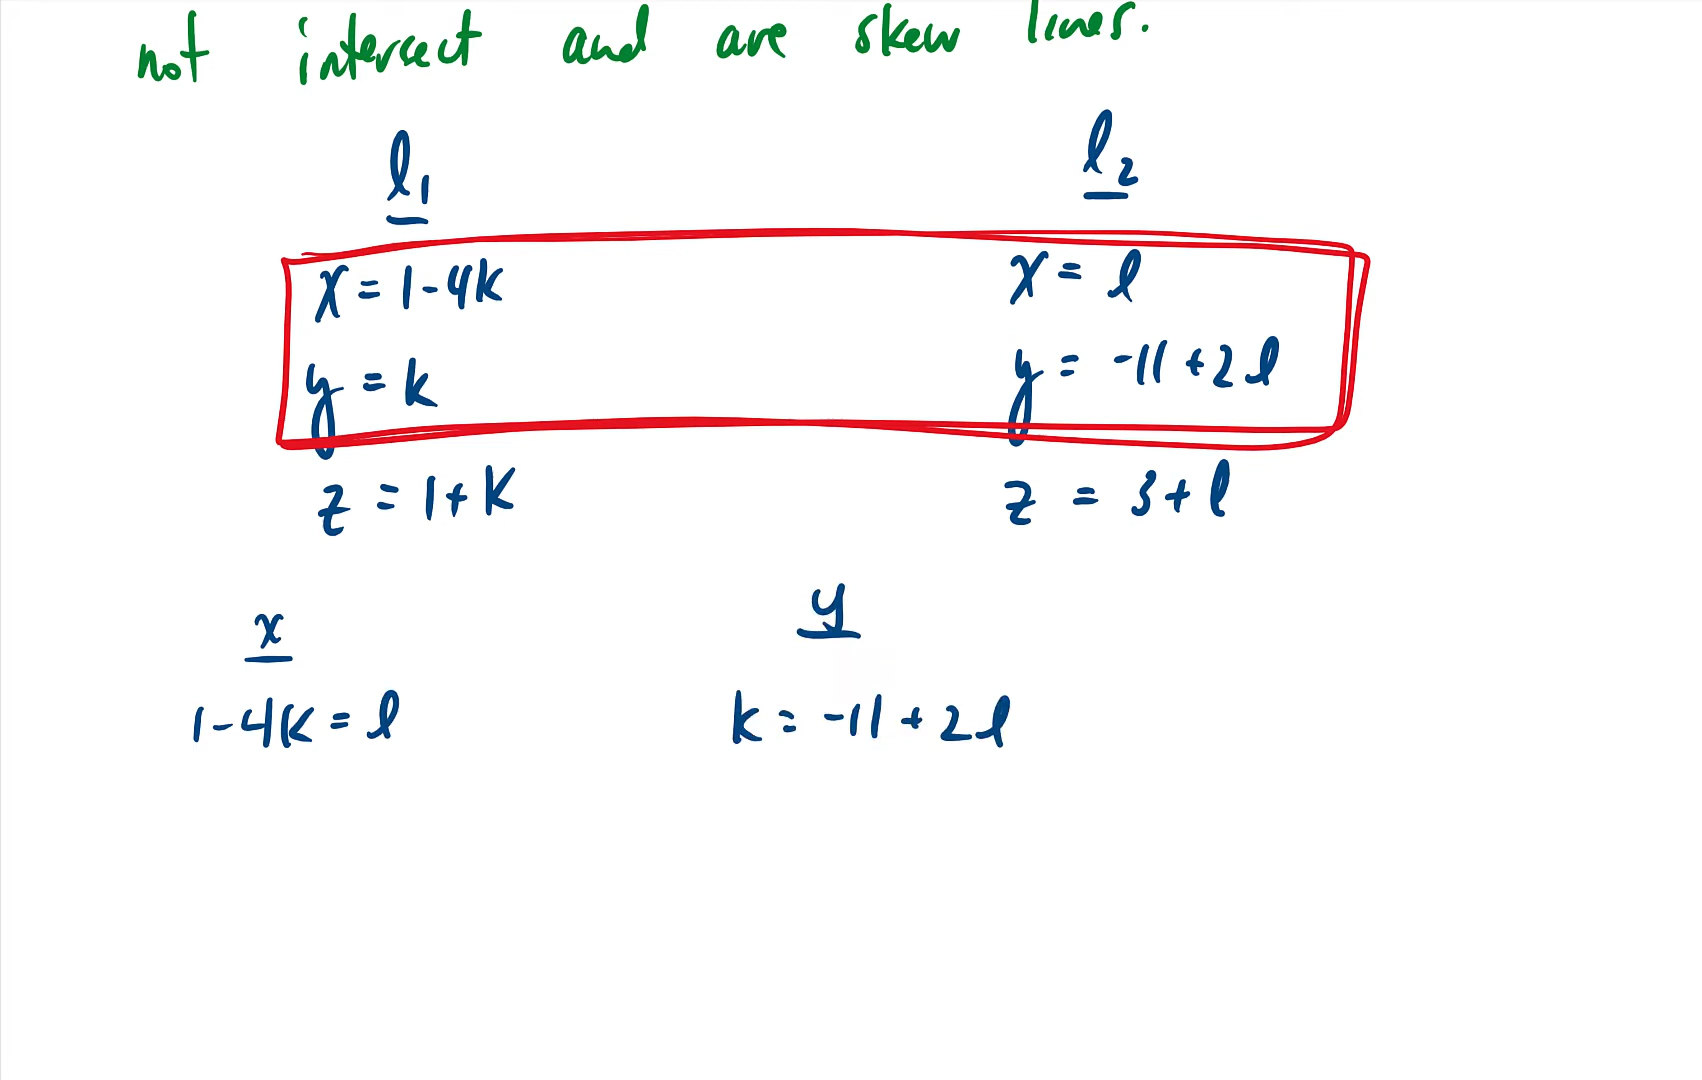 not intersect and are skew lines.
l₁ l₂
x = 1-4k x = l
y = k y = -11 + 2l
z = 1 + k z = 3 + l
x y
1-4k = l k = -11 + 2l